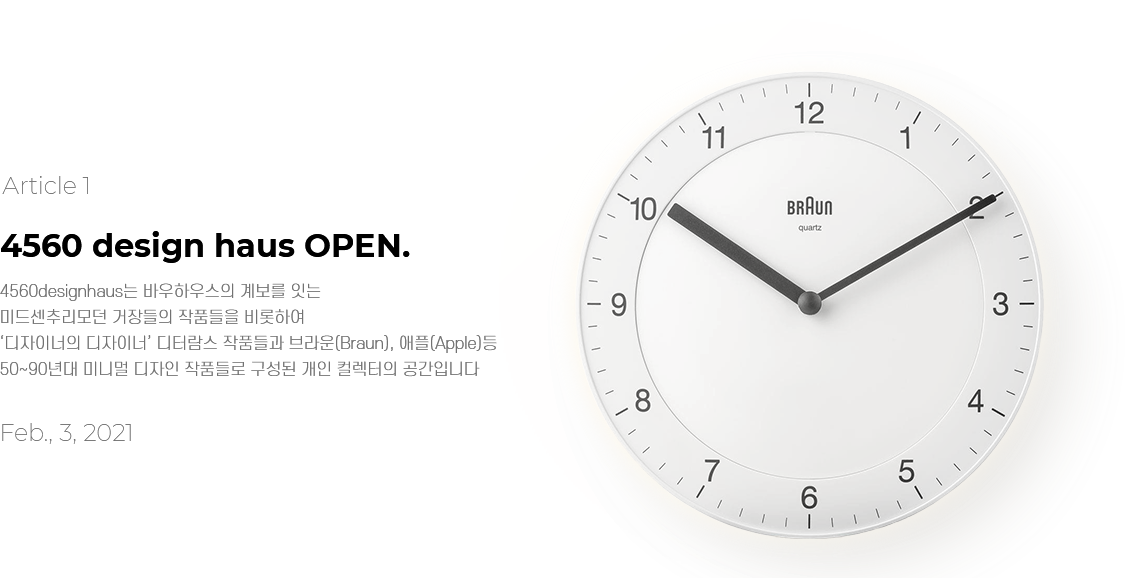 Article 1
4560 design haus OPEN.
4560designhaus는 바우하우스의 계보를 잇는
미드센추리모던 거장들의 작품들을 비롯하여
‘디자이너의 디자이너’ 디터람스 작품들과 브라운(Braun), 애플(Apple)등
50~90년대 미니멀 디자인 작품들로 구성된 개인 컬렉터의 공간입니다
Feb., 3, 2021
12
11
1
10
2
BRAUN
quartz
9
3
8
4
7
5
6